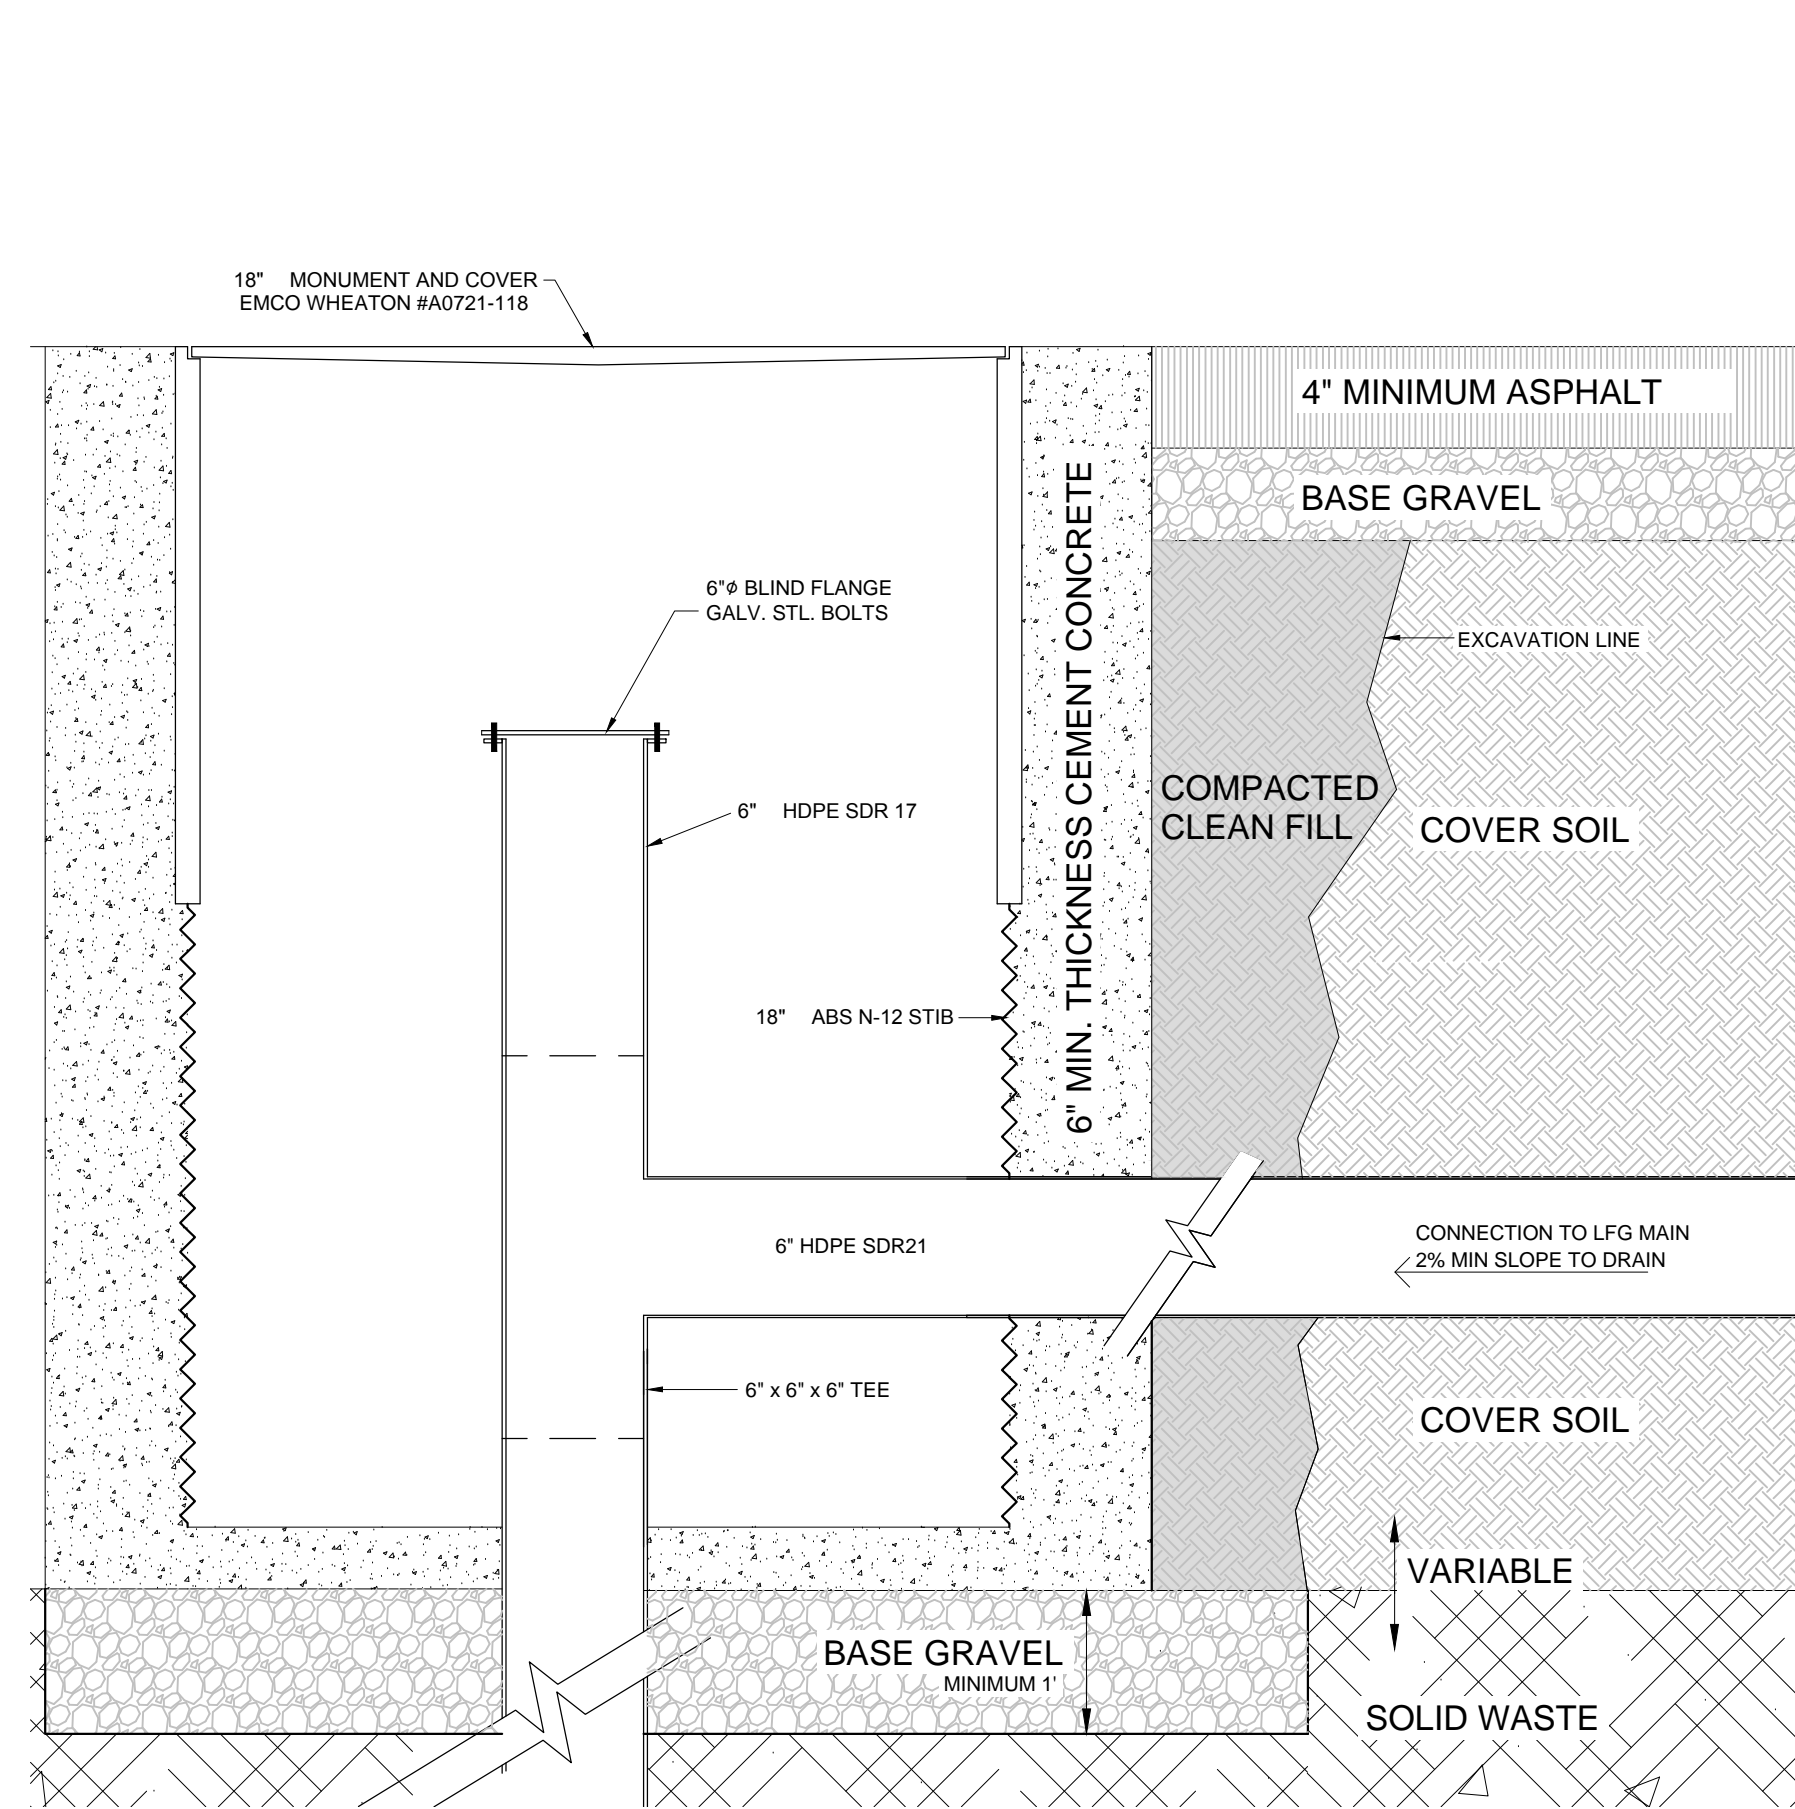 18" MONUMENT AND COVER
EMCO WHEATON #A0721-118
4" MINIMUM ASPHALT
BASE GRAVEL
6"ø BLIND FLANGE
GALV. STL. BOLTS
EXCAVATION LINE
6" MIN. THICKNESS CEMENT CONCRETE
COMPACTED
CLEAN FILL
6" HDPE SDR 17
COVER SOIL
18" ABS N-12 STIB
6" HDPE SDR21
CONNECTION TO LFG MAIN
2% MIN SLOPE TO DRAIN
6" x 6" x 6" TEE
COVER SOIL
VARIABLE
BASE GRAVEL
MINIMUM 1'
SOLID WASTE